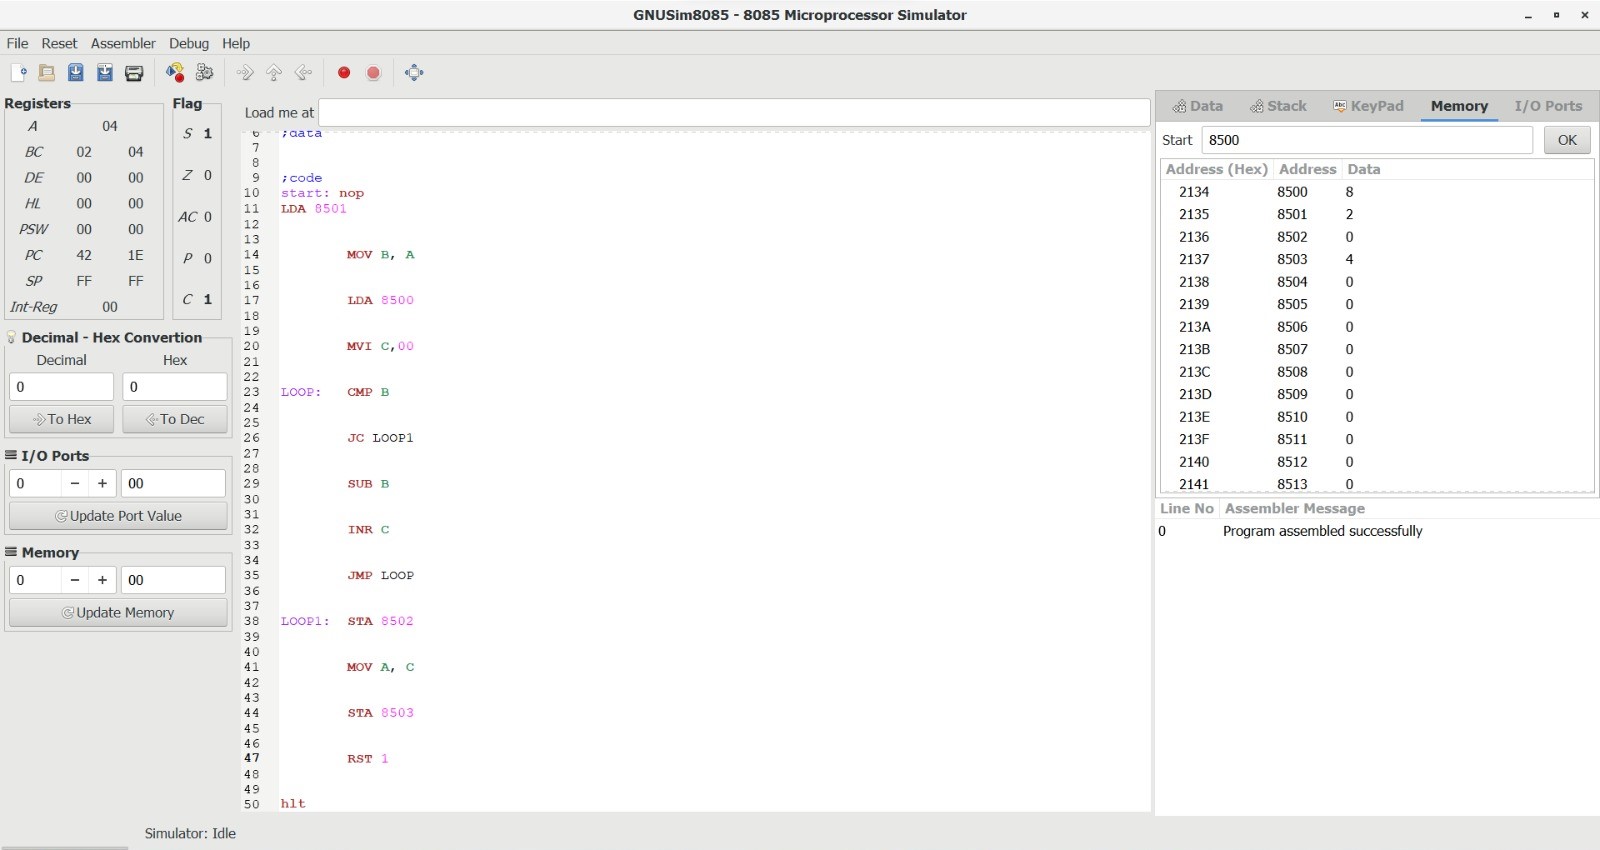 GNUSim8085 - 8085 Microprocessor Simulator
File Reset Assembler Debug Help
Registers
A 04
BC 02 04
DE 00 00
HL 00 00
PSW 00 00
PC 42 1E
SP FF FF
Int-Reg 00
Flag
S 1
Z 0
AC 0
P 0
C 1
Decimal - Hex Convertion
Decimal Hex
0 0
To Hex To Dec
I/O Ports
0 − + 00
Update Port Value
Memory
0 − + 00
Update Memory
Load me at
6 ;data
7
8
9 ;code
10 start: nop
11 LDA 8501
12
13
14 MOV B, A
15
16
17 LDA 8500
18
19
20 MVI C,00
21
22
23 LOOP: CMP B
24
25
26 JC LOOP1
27
28
29 SUB B
30
31
32 INR C
33
34
35 JMP LOOP
36
37
38 LOOP1: STA 8502
39
40
41 MOV A, C
42
43
44 STA 8503
45
46
47 RST 1
48
49
50 hlt
Data Stack KeyPad Memory I/O Ports
Start 8500 OK
Address (Hex) Address Data
2134 8500 8
2135 8501 2
2136 8502 0
2137 8503 4
2138 8504 0
2139 8505 0
213A 8506 0
213B 8507 0
213C 8508 0
213D 8509 0
213E 8510 0
213F 8511 0
2140 8512 0
2141 8513 0
Line No Assembler Message
0 Program assembled successfully
Simulator: Idle